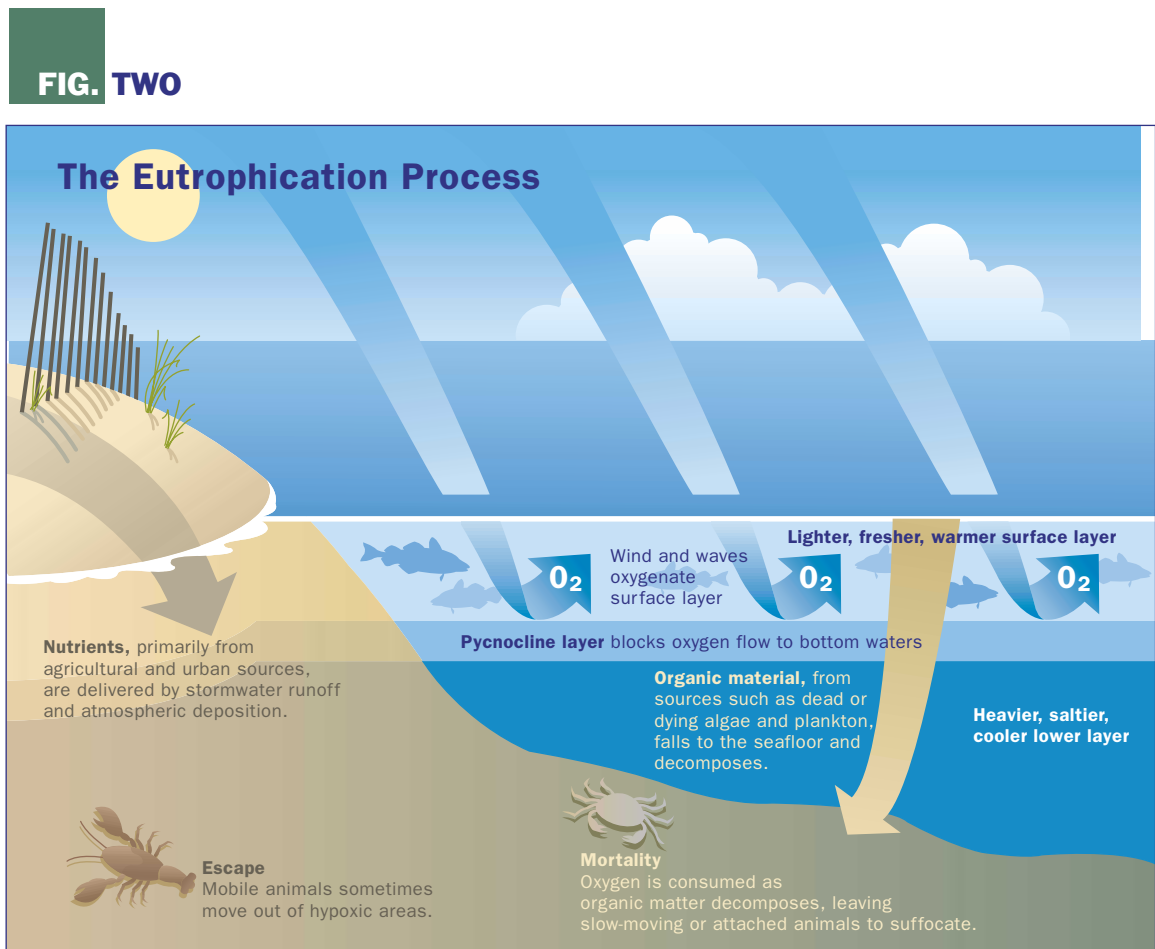 FIG. TWO
The Eutrophication Process
Lighter, fresher, warmer surface layer
Wind and waves
oxygenate
surface layer
O2
O2
O2
Pycnocline layer blocks oxygen flow to bottom waters
Nutrients, primarily from
agricultural and urban sources,
are delivered by stormwater runoff
and atmospheric deposition.
Organic material, from
sources such as dead or
dying algae and plankton,
falls to the seafloor and
decomposes.
Heavier, saltier,
cooler lower layer
Escape
Mobile animals sometimes
move out of hypoxic areas.
Mortality
Oxygen is consumed as
organic matter decomposes, leaving
slow-moving or attached animals to suffocate.